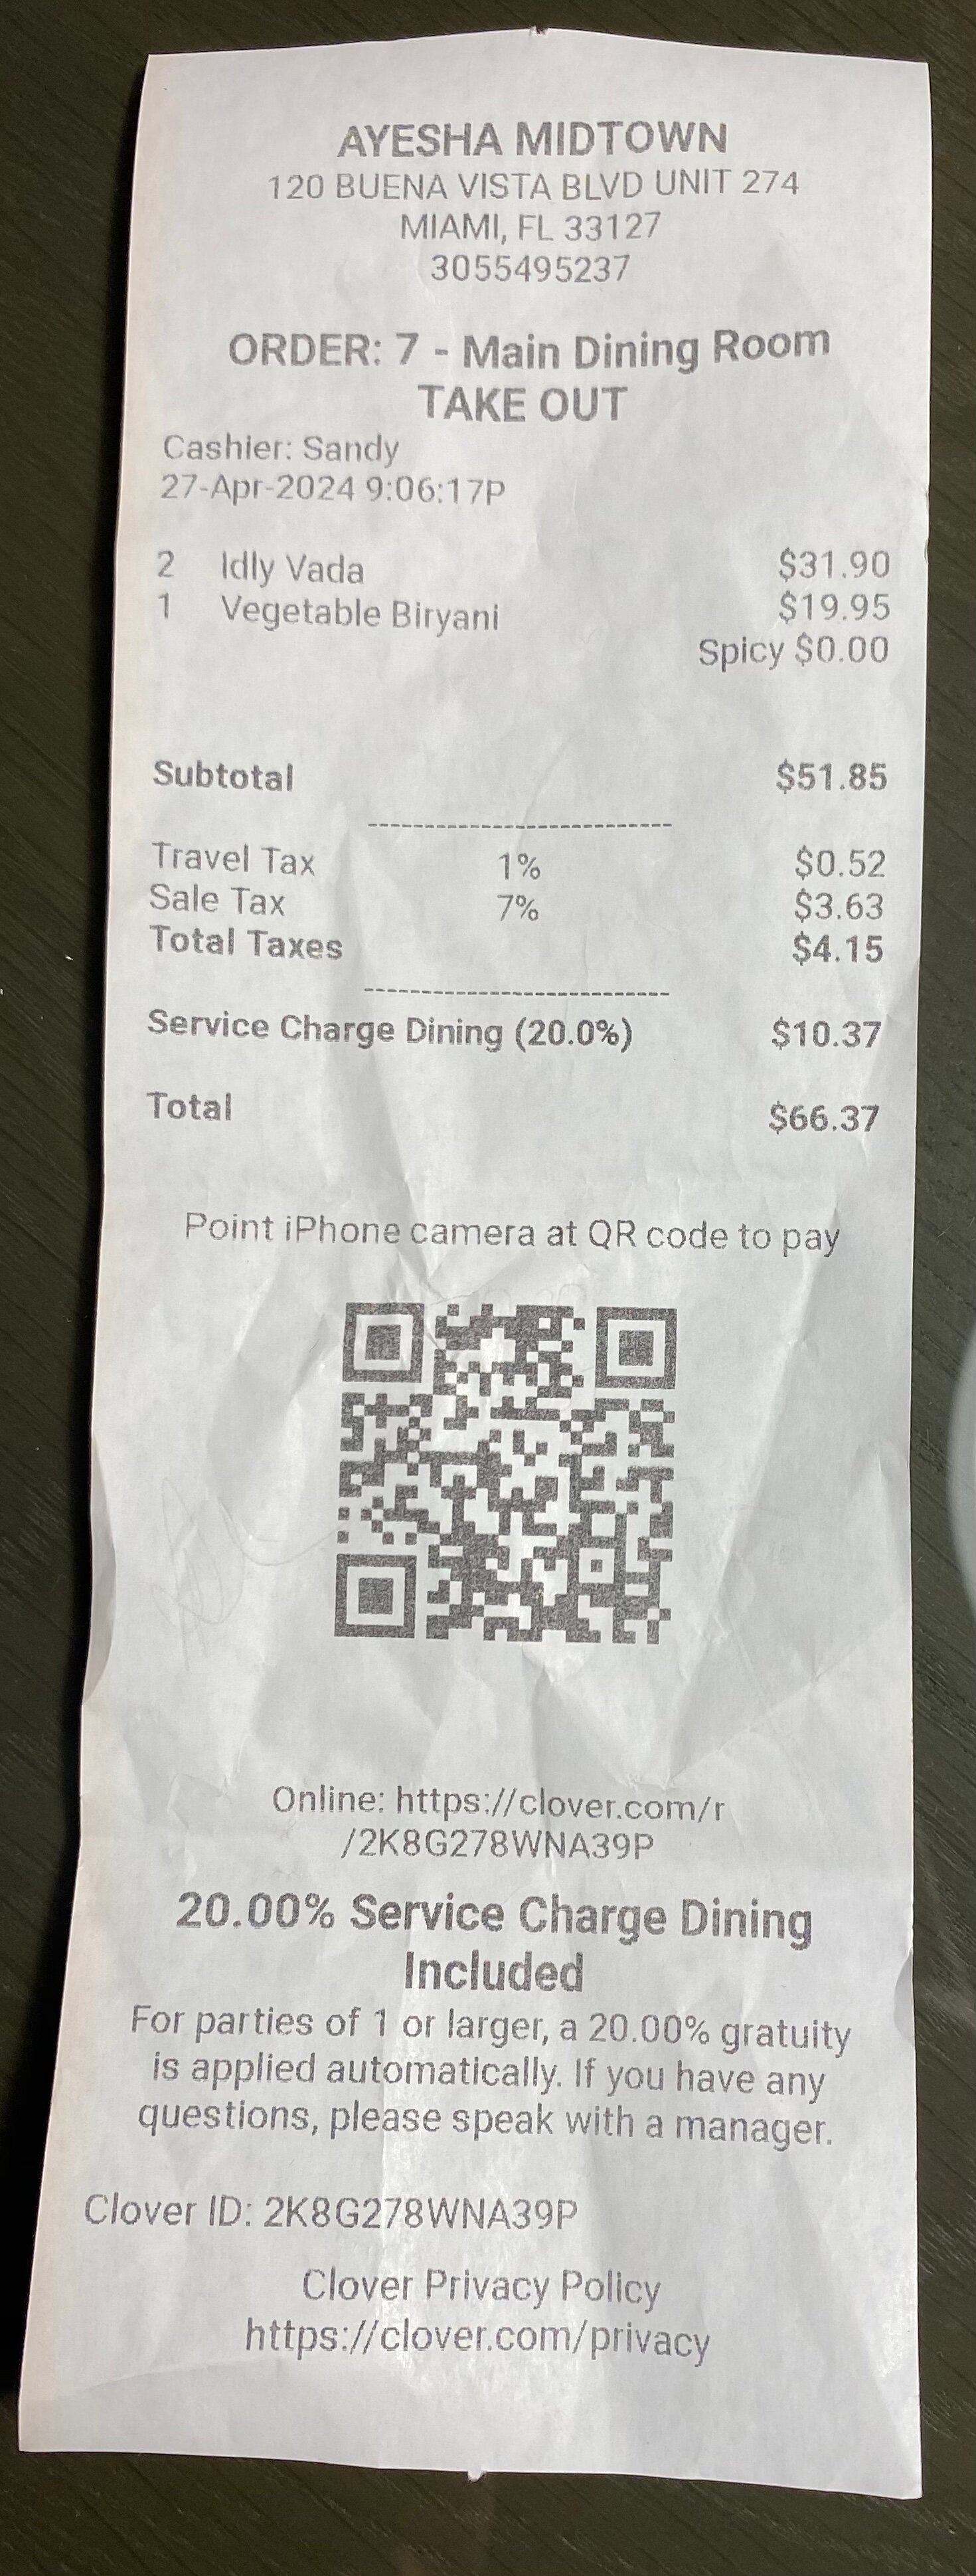 AYESHA MIDTOWN
120 BUENA VISTA BLVD UNIT 274
MIAMI, FL 33127
3055495237
ORDER: 7 - Main Dining Room
TAKE OUT
Cashier: Sandy
27-Apr-2024 9:06:17P
2 Idly Vada $31.90
1 Vegetable Biryani $19.95
Spicy $0.00
Subtotal $51.85
--------------------------
Travel Tax 1% $0.52
Sale Tax 7% $3.63
Total Taxes $4.15
--------------------------
Service Charge Dining (20.0%) $10.37
Total $66.37
Point iPhone camera at QR code to pay
Online: https://clover.com/r
/2K8G278WNA39P
20.00% Service Charge Dining
Included
For parties of 1 or larger, a 20.00% gratuity
is applied automatically. If you have any
questions, please speak with a manager.
Clover ID: 2K8G278WNA39P
Clover Privacy Policy
https://clover.com/privacy